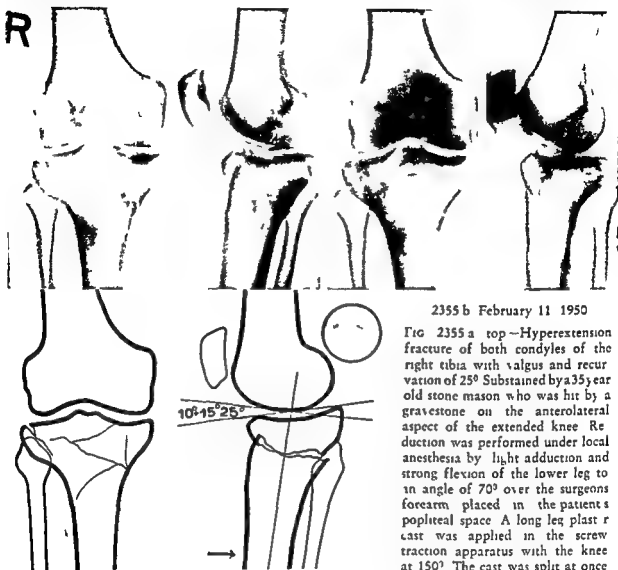 R
10° 15° 25°
2355 b February 11 1950
FIG 2355 a top—Hyperextension
fracture of both condyles of the
right tibia with valgus and recur
vation of 25° Substained by a 35 year
old stone mason who was hit by a
gravestone on the anterolateral
aspect of the extended knee Re
duction was performed under local
anesthesia by light adduction and
strong flexion of the lower leg to
an angle of 70° over the surgeons
forearm placed in the patient s
popliteal space A long leg plast r
cast was applied in the screw
traction apparatus with the knee
at 150° The cast was split at once